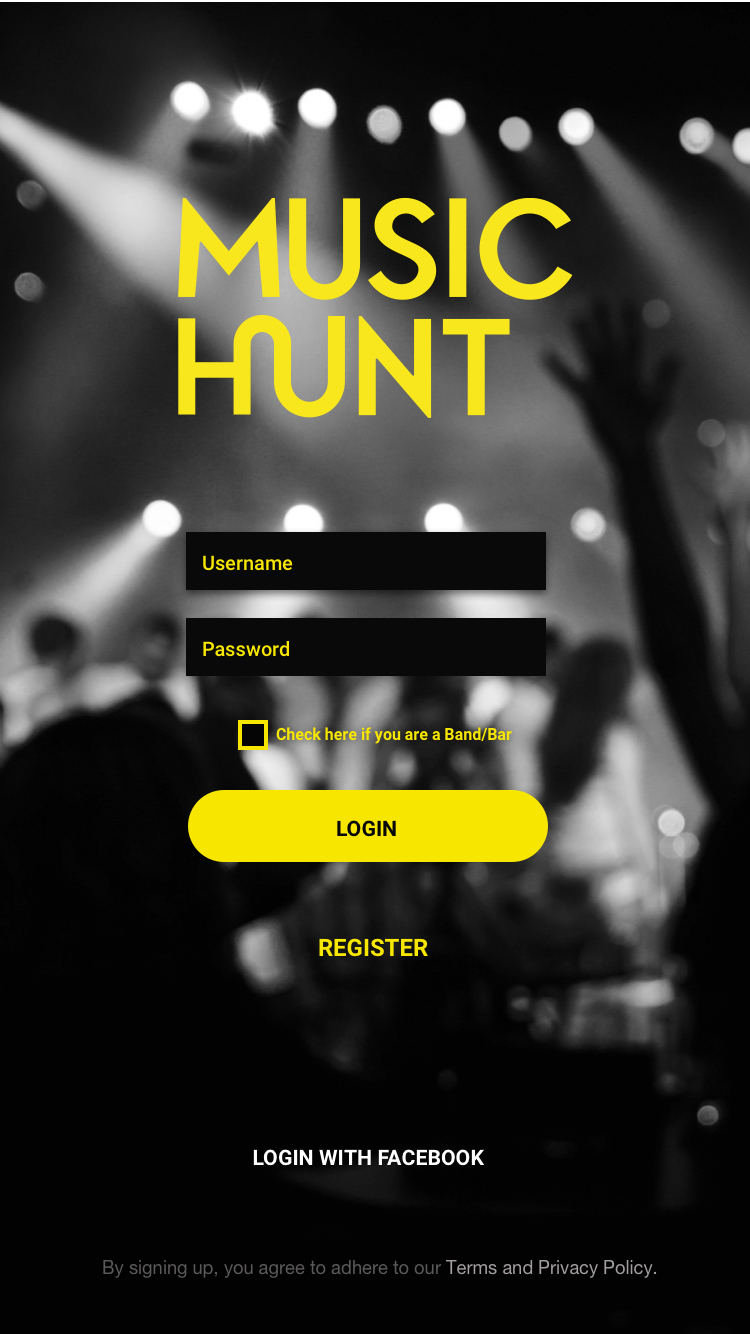 MUSIC
HUNT
Username
Password
Check here if you are a Band/Bar
LOGIN
REGISTER
LOGIN WITH FACEBOOK
By signing up, you agree to adhere to our Terms and Privacy Policy.